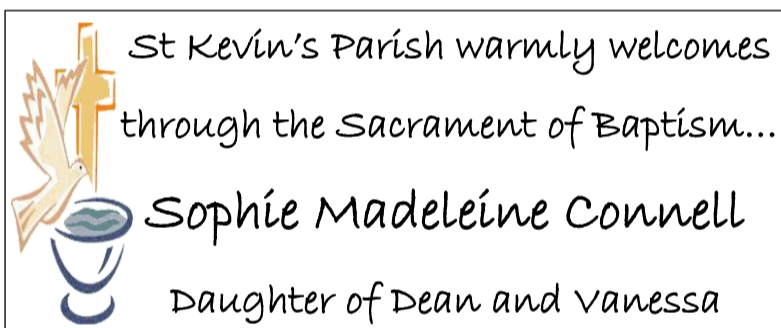 St Kevin's Parish warmly welcomes
through the Sacrament of Baptism...
Sophie Madeleine Connell
Daughter of Dean and Vanessa